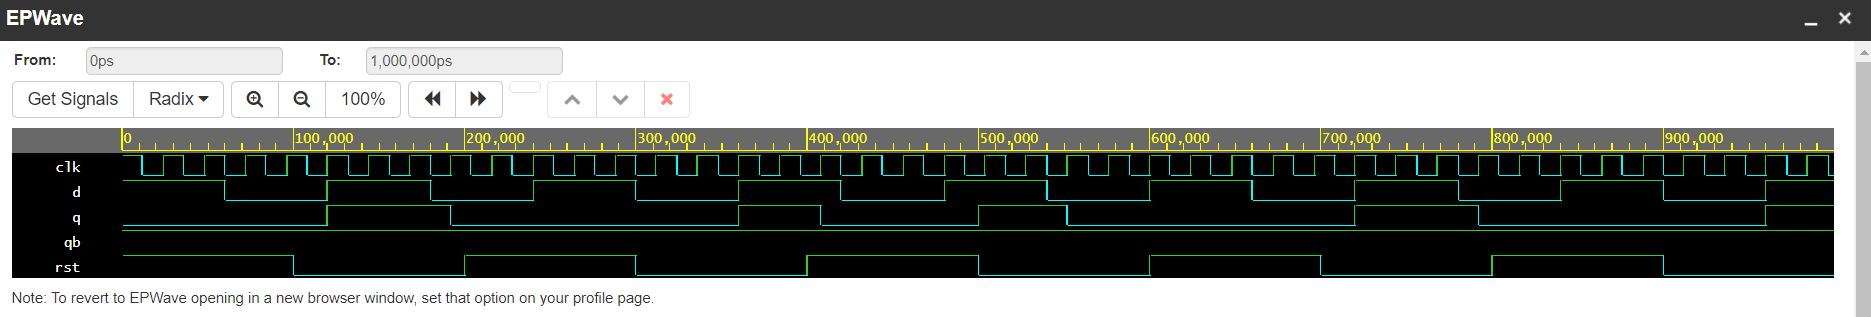 EPWave
From: 0ps To: 1,000,000ps
Get Signals Radix 100%
0 100,000 200,000 300,000 400,000 500,000 600,000 700,000 800,000 900,000
clk
d
q
qb
rst
Note: To revert to EPWave opening in a new browser window, set that option on your profile page.